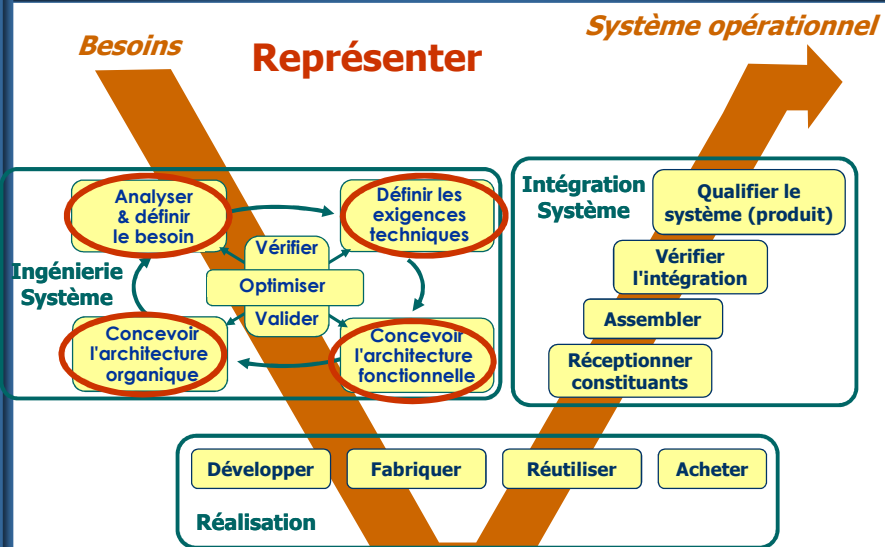 Besoins
Système opérationnel
Représenter
Analyser
& définir
le besoin
Définir les
exigences
techniques
Vérifier
Optimiser
Valider
Ingénierie
Système
Concevoir
l'architecture
organique
Concevoir
l'architecture
fonctionnelle
Intégration
Système
Qualifier le
système (produit)
Vérifier
l'intégration
Assembler
Réceptionner
constituants
Développer
Fabriquer
Réutiliser
Acheter
Réalisation